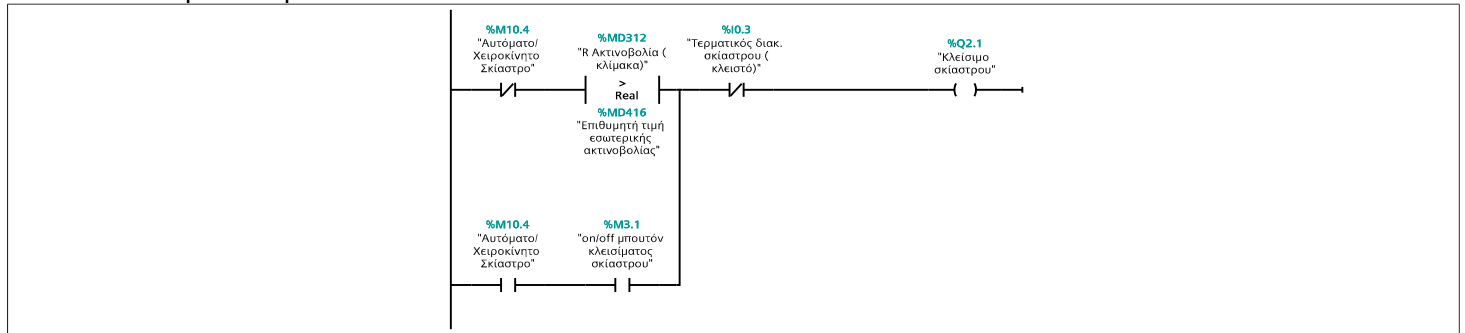 %M10.4
"Αυτόματο/
Χειροκίνητο
Σκίαστρο"
%MD312
"R Ακτινοβολία (
κλίμακα)"
>
Real
%MD416
"Επιθυμητή τιμή
εσωτερικής
ακτινοβολίας"
%I0.3
"Τερματικός διακ.
σκίαστρου (
κλειστό)"
%Q2.1
"Κλείσιμο
σκίαστρου"
%M10.4
"Αυτόματο/
Χειροκίνητο
Σκίαστρο"
%M3.1
"on/off μπουτόν
κλεισίματος
σκίαστρου"